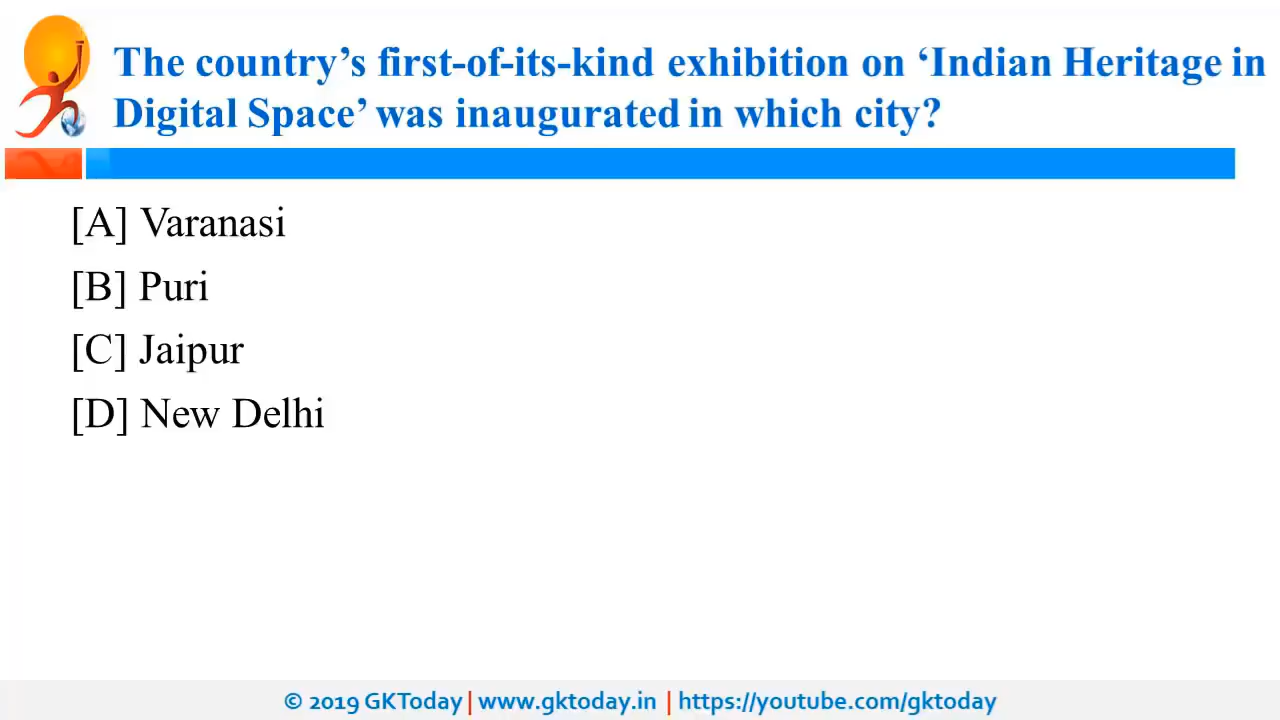 The country’s first-of-its-kind exhibition on ‘Indian Heritage in
Digital Space’ was inaugurated in which city?
[A] Varanasi
[B] Puri
[C] Jaipur
[D] New Delhi
© 2019 GKToday | www.gktoday.in | https://youtube.com/gktoday